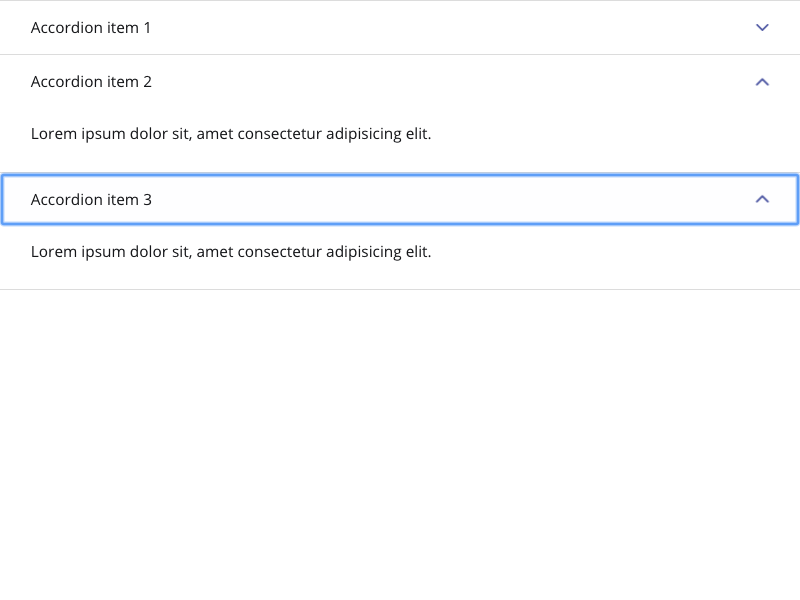 Accordion item 1
Accordion item 2
Lorem ipsum dolor sit, amet consectetur adipisicing elit.
Accordion item 3
Lorem ipsum dolor sit, amet consectetur adipisicing elit.